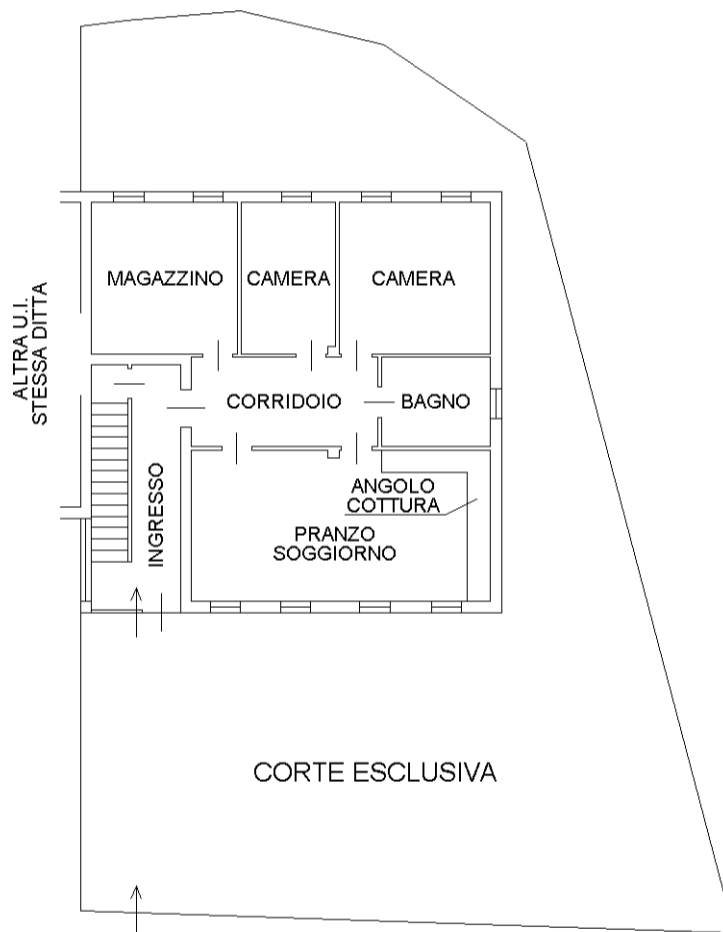 MAGAZZINO
CAMERA
CAMERA
ALTRA U.I.
STESSA DITTA
CORRIDOIO
BAGNO
INGRESSO
ANGOLO
COTTURA
PRANZO
SOGGIORNO
CORTE ESCLUSIVA